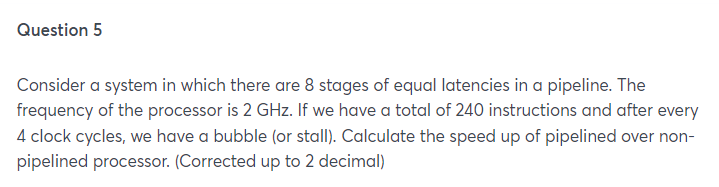 Question 5
Consider a system in which there are 8 stages of equal latencies in a pipeline. The
frequency of the processor is 2 GHz. If we have a total of 240 instructions and after every
4 clock cycles, we have a bubble (or stall). Calculate the speed up of pipelined over non-
pipelined processor. (Corrected up to 2 decimal)